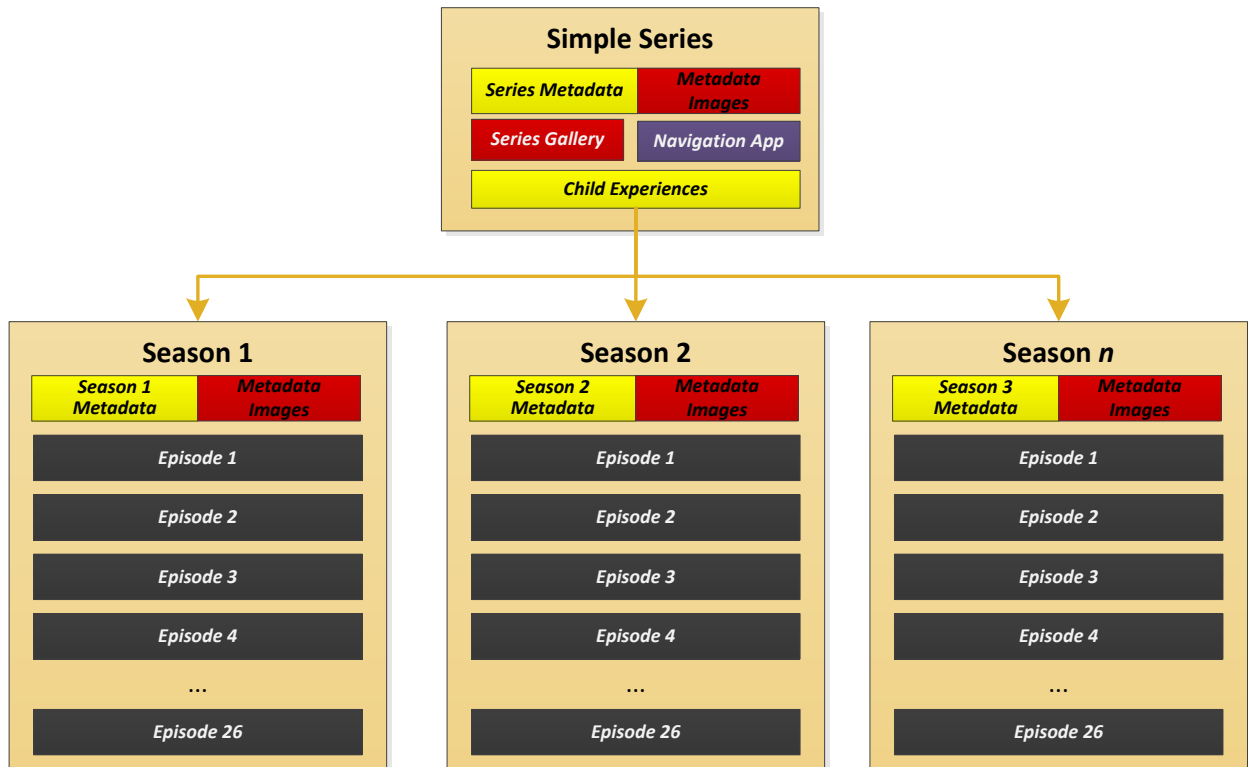 Simple Series
Series Metadata
Metadata
Images
Series Gallery
Navigation App
Child Experiences
Season 1
Season 1
Metadata
Metadata
Images
Episode 1
Episode 2
Episode 3
Episode 4
...
Episode 26
Season 2
Season 2
Metadata
Metadata
Images
Episode 1
Episode 2
Episode 3
Episode 4
...
Episode 26
Season n
Season 3
Metadata
Metadata
Images
Episode 1
Episode 2
Episode 3
Episode 4
...
Episode 26